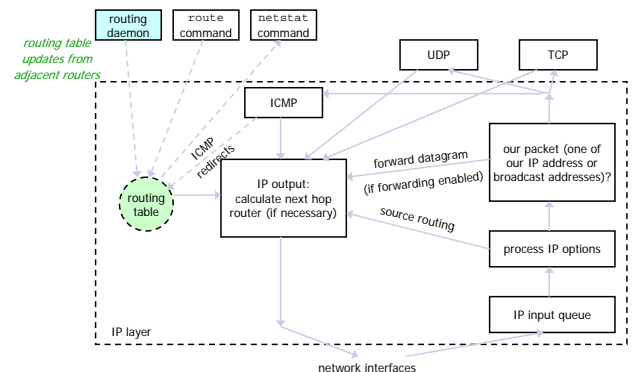 routing
daemon
route
command
netstat
command
routing table
updates from
adjacent routers
UDP
TCP
ICMP
ICMP
redirects
forward datagram
(if forwarding enabled)
our packet (one of
our IP address or
broadcast addresses)?
IP output:
calculate next hop
router (if necessary)
routing
table
source routing
process IP options
IP input queue
IP layer
network interfaces